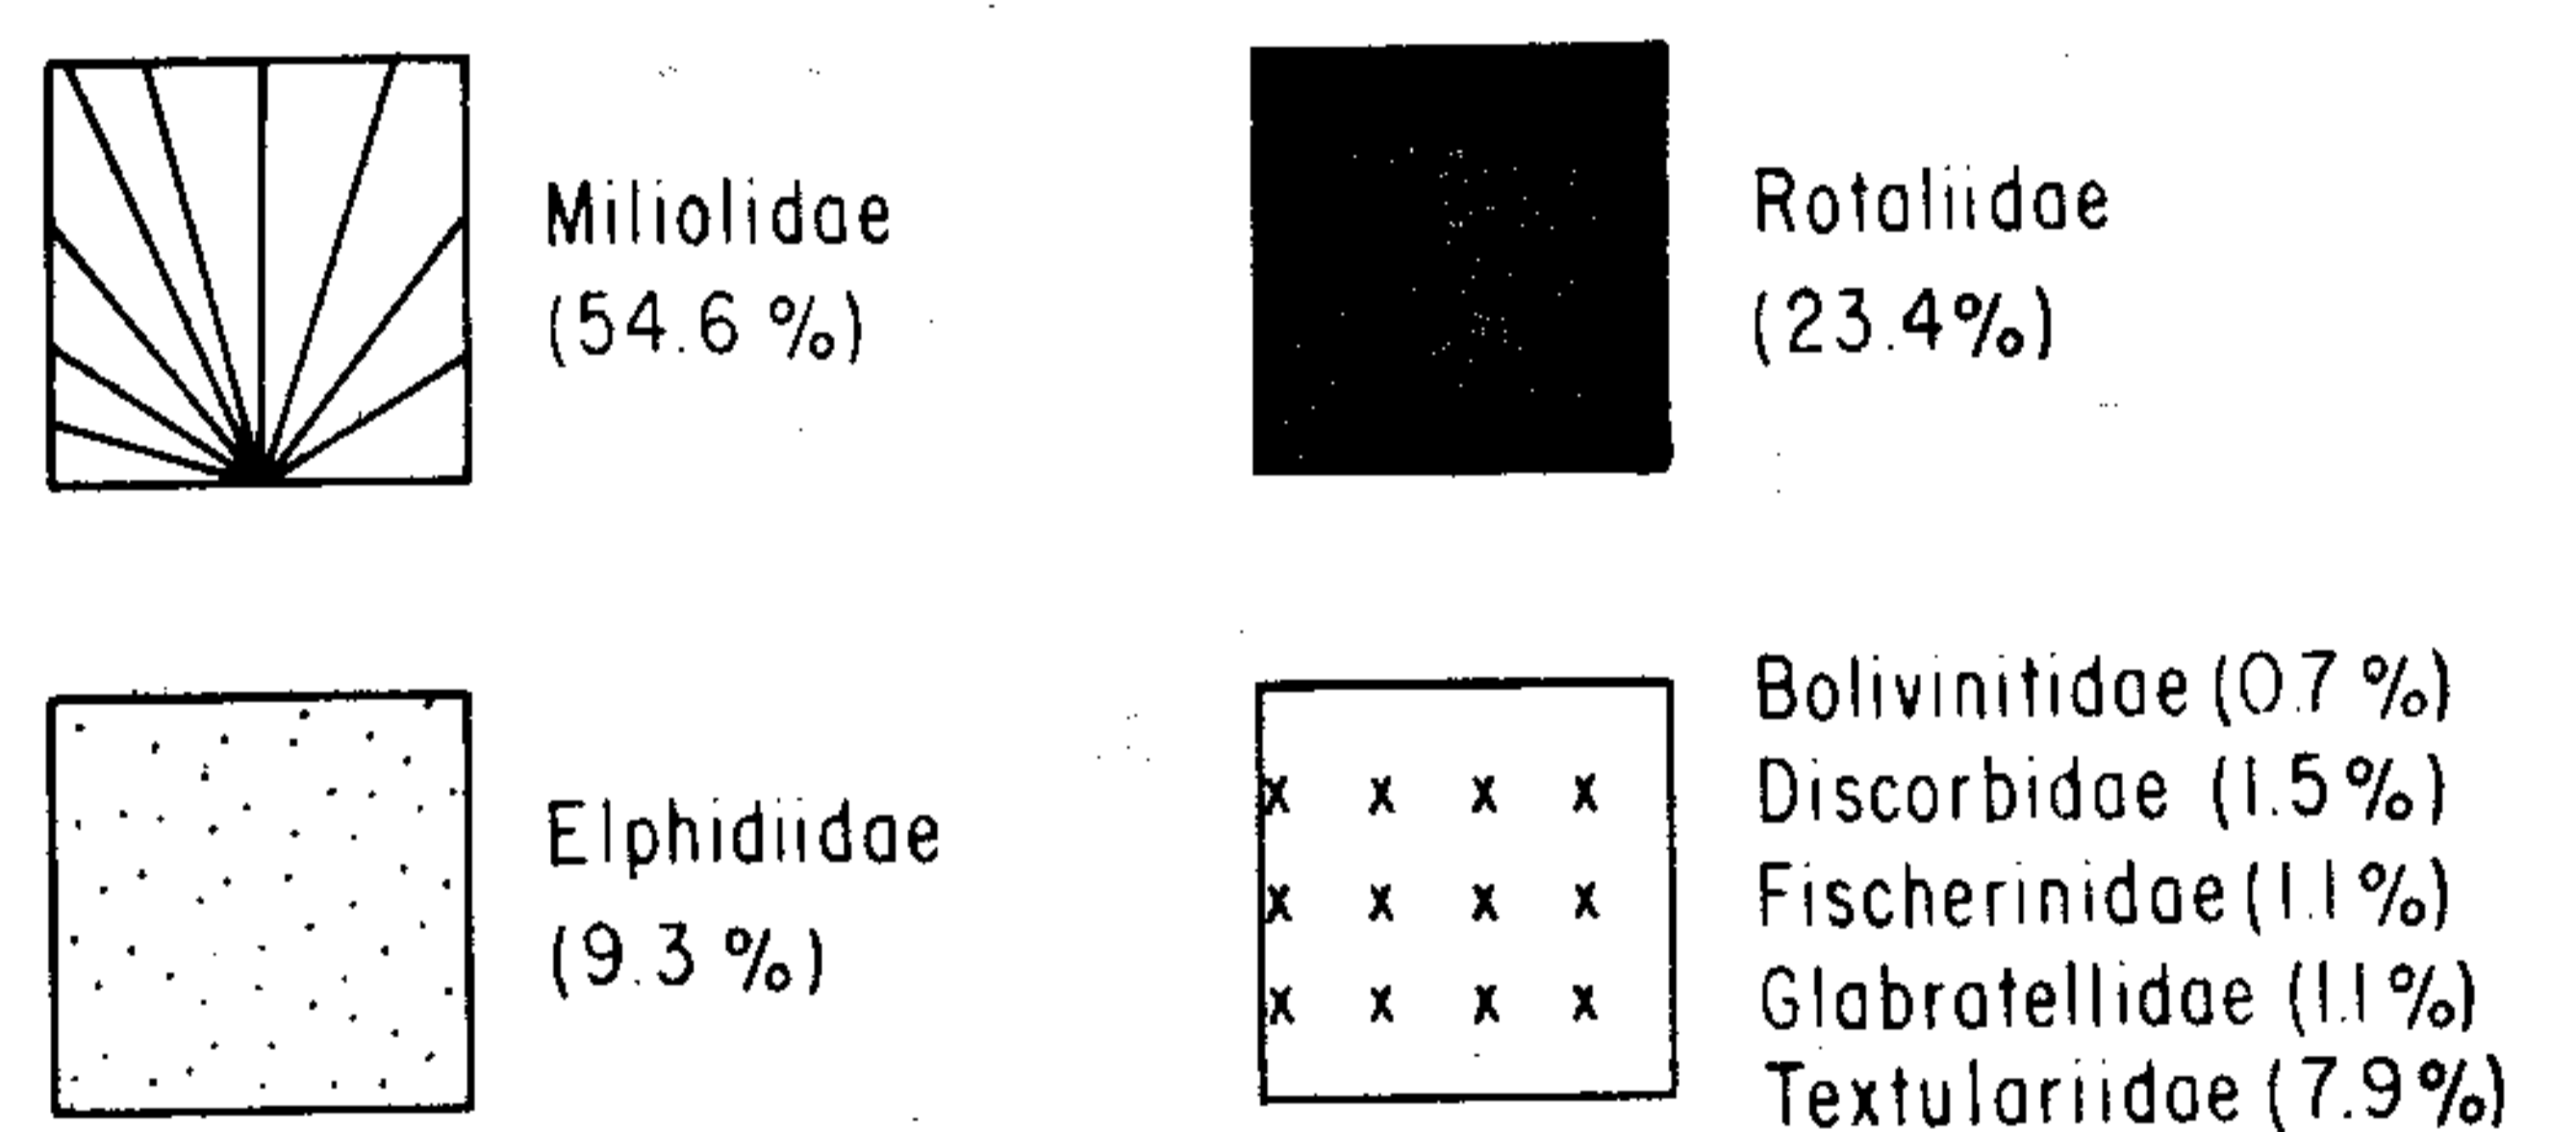 Miliolidae
(54.6 %)
Rotaliidae
(23.4%)
Elphidiidae
(9.3 %)
Bolivinitidae (0.7 %)
Discorbidae (1.5%)
Fischerinidae (1.1%)
Glabratellidae (1.1%)
Textulariidae (7.9%)